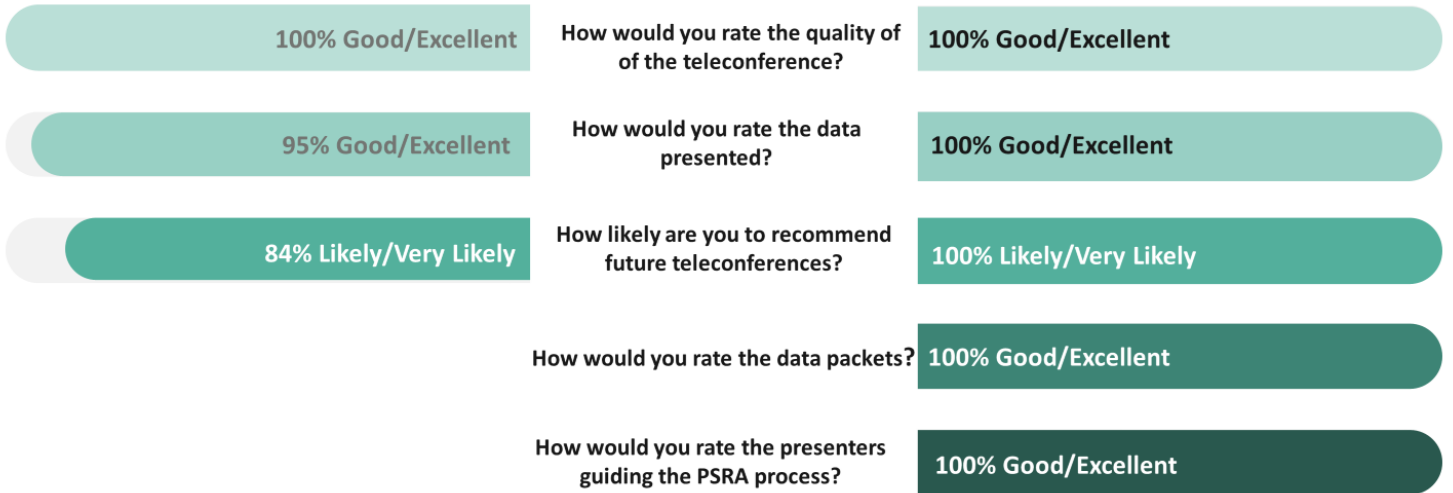 100% Good/Excellent
How would you rate the quality of
of the teleconference?
100% Good/Excellent
95% Good/Excellent
How would you rate the data
presented?
100% Good/Excellent
84% Likely/Very Likely
How likely are you to recommend
future teleconferences?
100% Likely/Very Likely
How would you rate the data packets?
100% Good/Excellent
How would you rate the presenters
guiding the PSRA process?
100% Good/Excellent